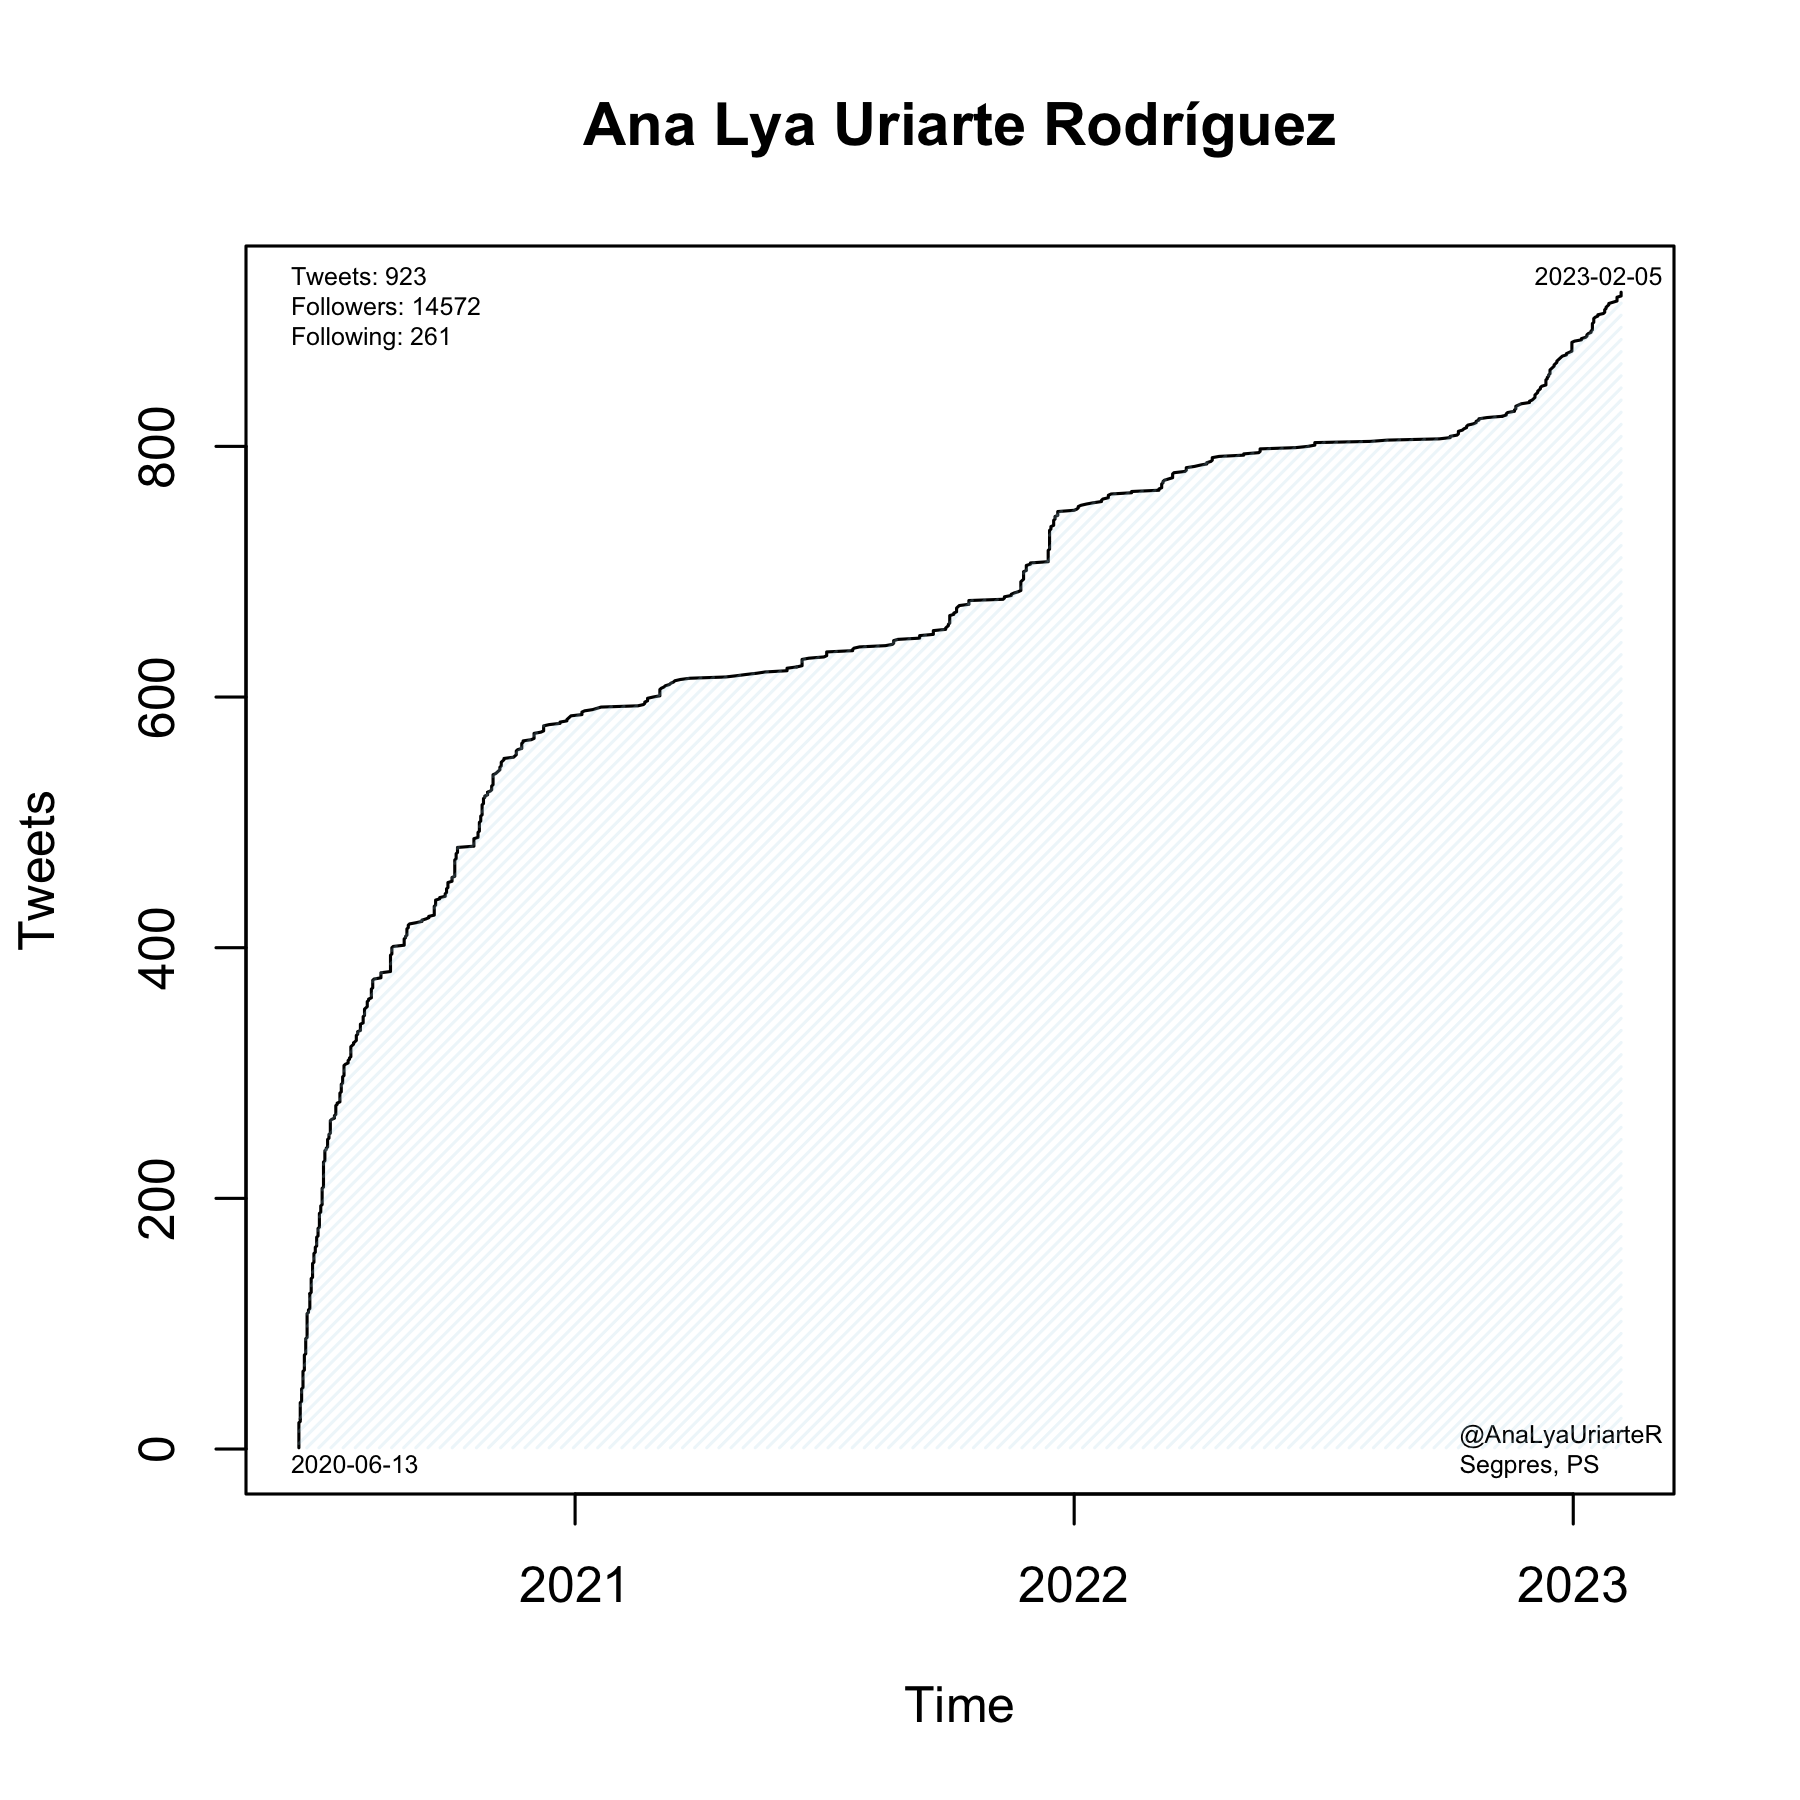 Ana Lya Uriarte Rodríguez
Tweets: 923
Followers: 14572
Following: 261
2023-02-05
800
600
400
200
0
Tweets
2020-06-13
@AnaLyaUriarteR
Segpres, PS
2021
2022
2023
Time